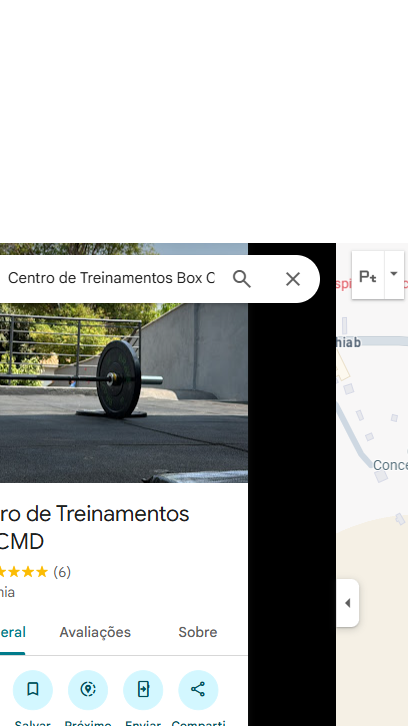 Centro de Treinamentos Box C
Pt
spi
c
hiab
Conce
ro de Treinamentos
CMD
(6)
nia
eral Avaliações Sobre
Salvar Próximo Enviar Comparti